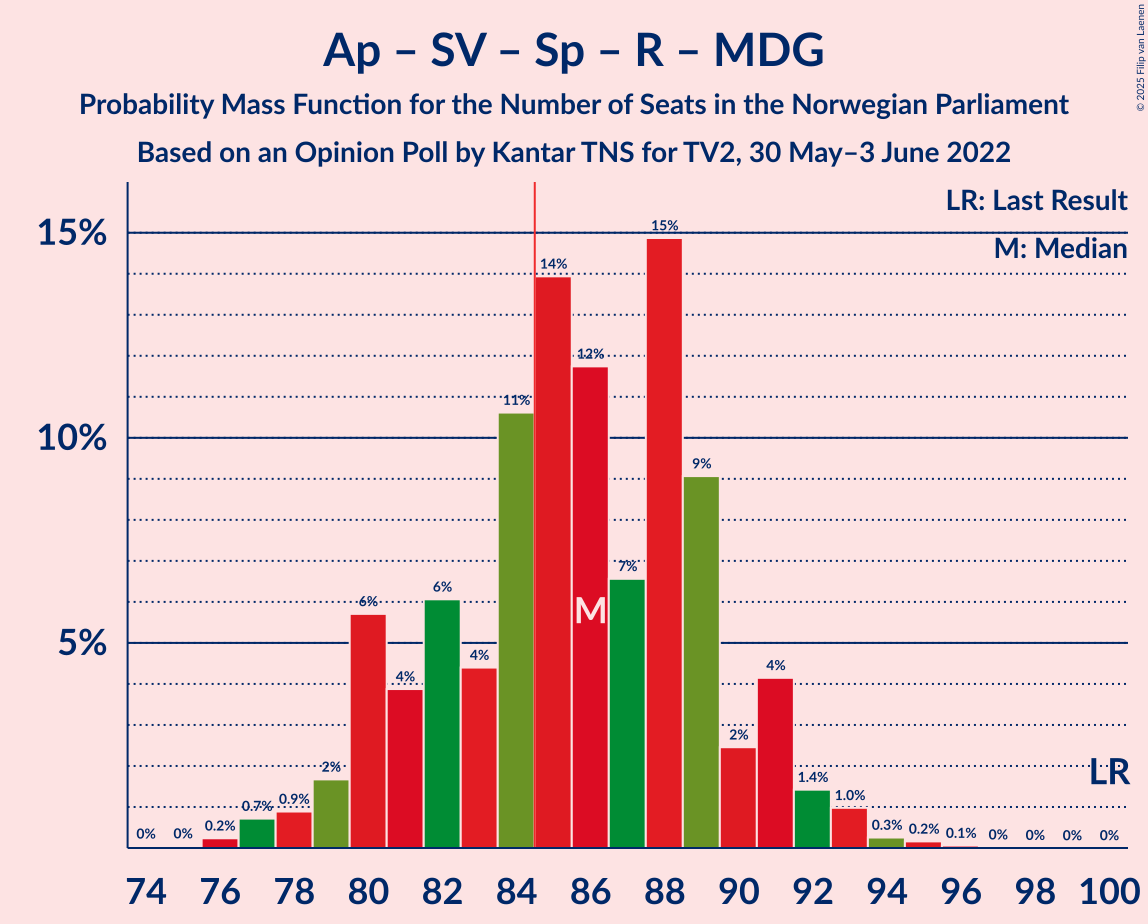 Ap – SV – Sp – R – MDG
Probability Mass Function for the Number of Seats in the Norwegian Parliament
Based on an Opinion Poll by Kantar TNS for TV2, 30 May–3 June 2022
© 2025 Filip van Laenen
LR: Last Result
M: Median
15%
10%
5%
0% 0% 0.2% 0.7% 0.9% 2% 6% 4% 6% 4% 11% 14% 12% 7% 15% 9% 2% 4% 1.4% 1.0% 0.3% 0.2% 0.1% 0% 0% 0% 0%
M
LR
74 76 78 80 82 84 86 88 90 92 94 96 98 100